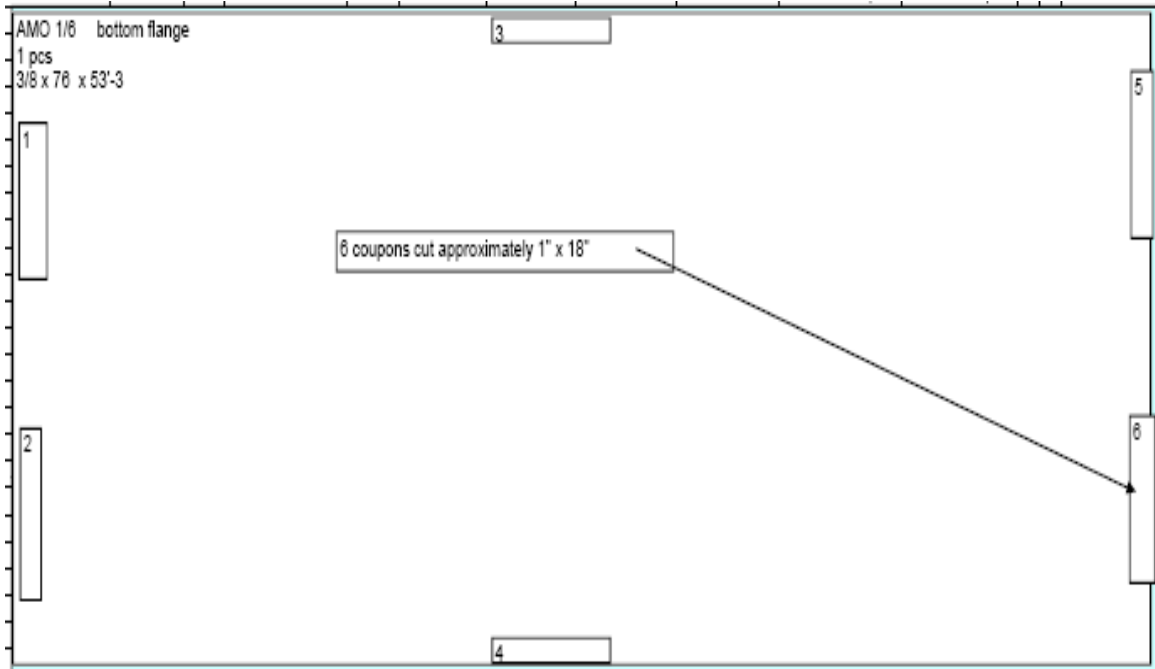 AMO 1/6 bottom flange
1 pcs
3/8 x 76 x 53'-3
3
5
1
6 coupons cut approximately 1" x 18"
2
6
4